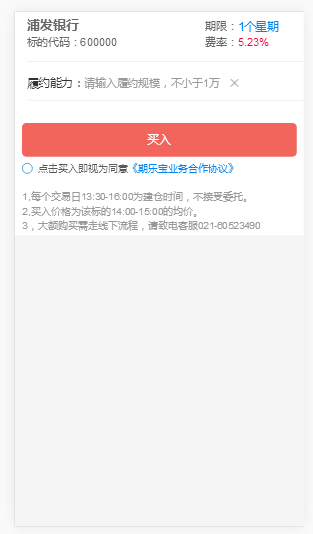 浦发银行 期限：1个星期
标的代码：600000 费率：5.23%
履约能力：请输入履约规模，不小于1万 ×
买入
点击买入即视为同意《期乐宝业务合作协议》
1,每个交易日13:30-16:00为建仓时间，不接受委托。
2,买入价格为该标的14:00-15:00的均价。
3，大额购买需走线下流程，请致电客服021-60523490